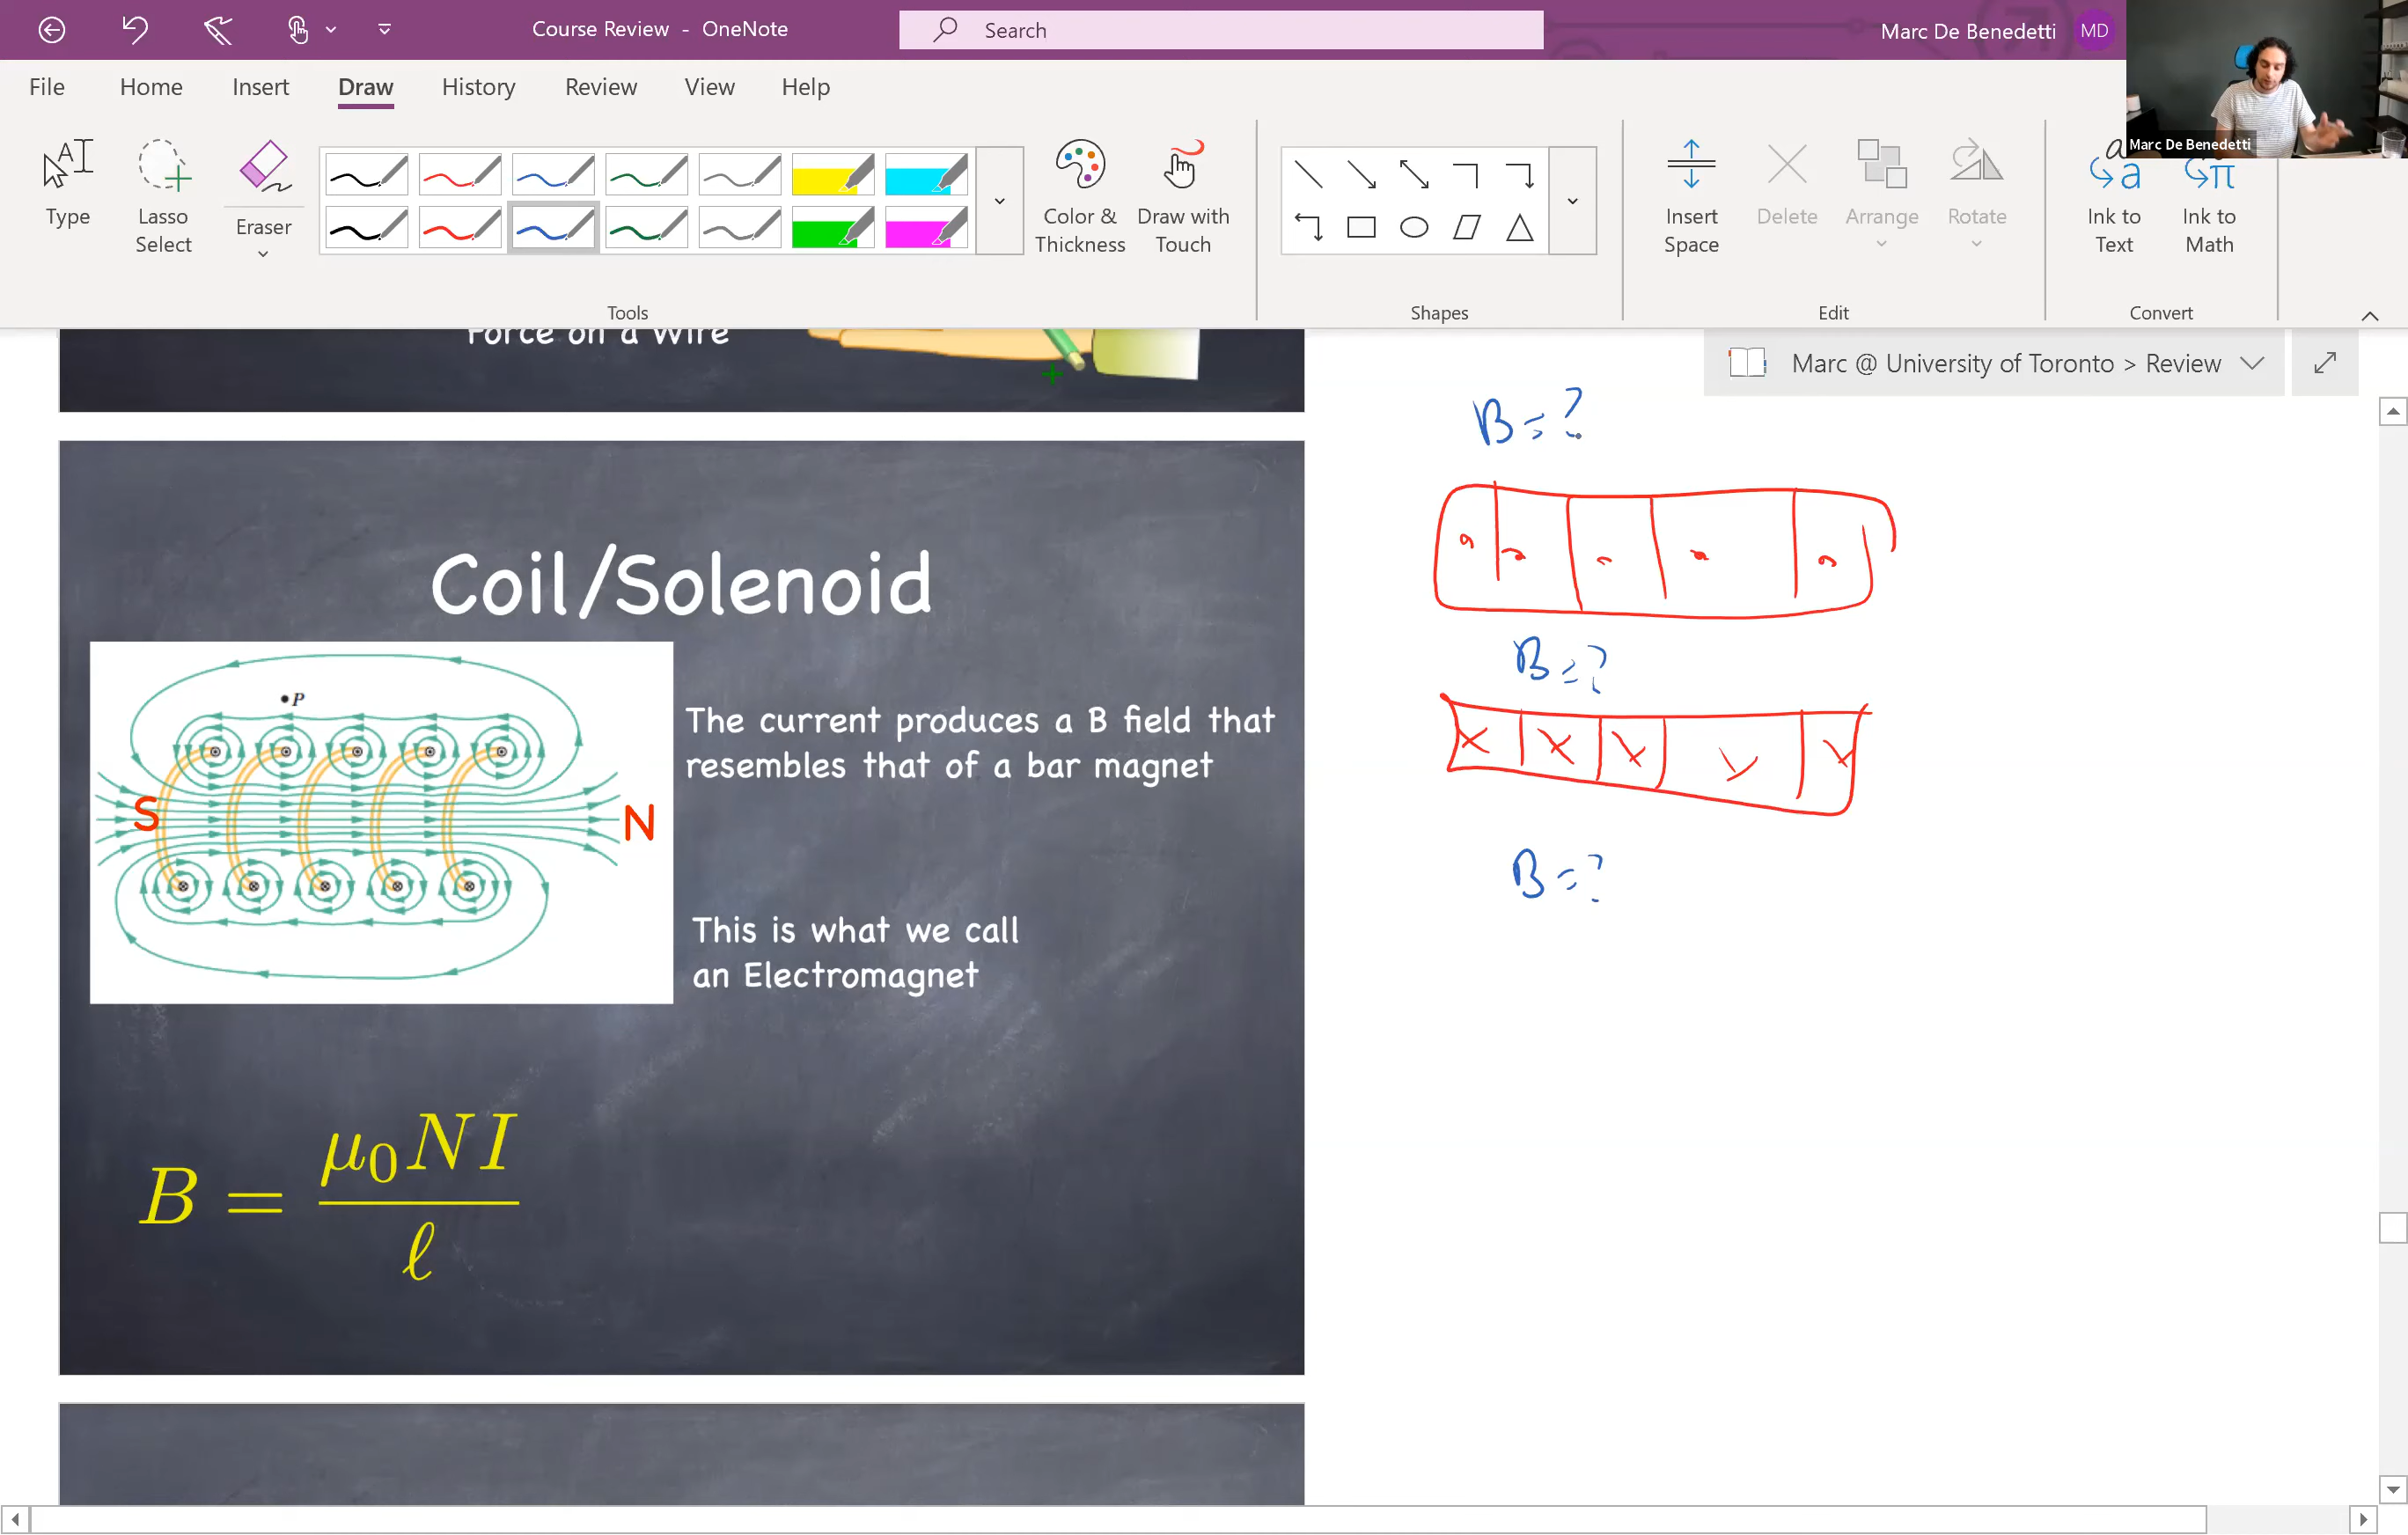 Course Review - OneNote
Search
Marc De Benedetti MD
File Home Insert Draw History Review View Help
Marc De Benedetti
Type
Lasso Select
Eraser
Color & Thickness
Draw with Touch
Insert Space
Delete
Arrange
Rotate
Ink to Text
Ink to Math
Tools
Shapes
Edit
Convert
Force on a Wire
Marc @ University of Toronto > Review
B = ?
Coil/Solenoid
P
S
N
The current produces a B field that
resembles that of a bar magnet
This is what we call
an Electromagnet
B = μ₀NI / ℓ
B = ?
x x x x x
B = ?